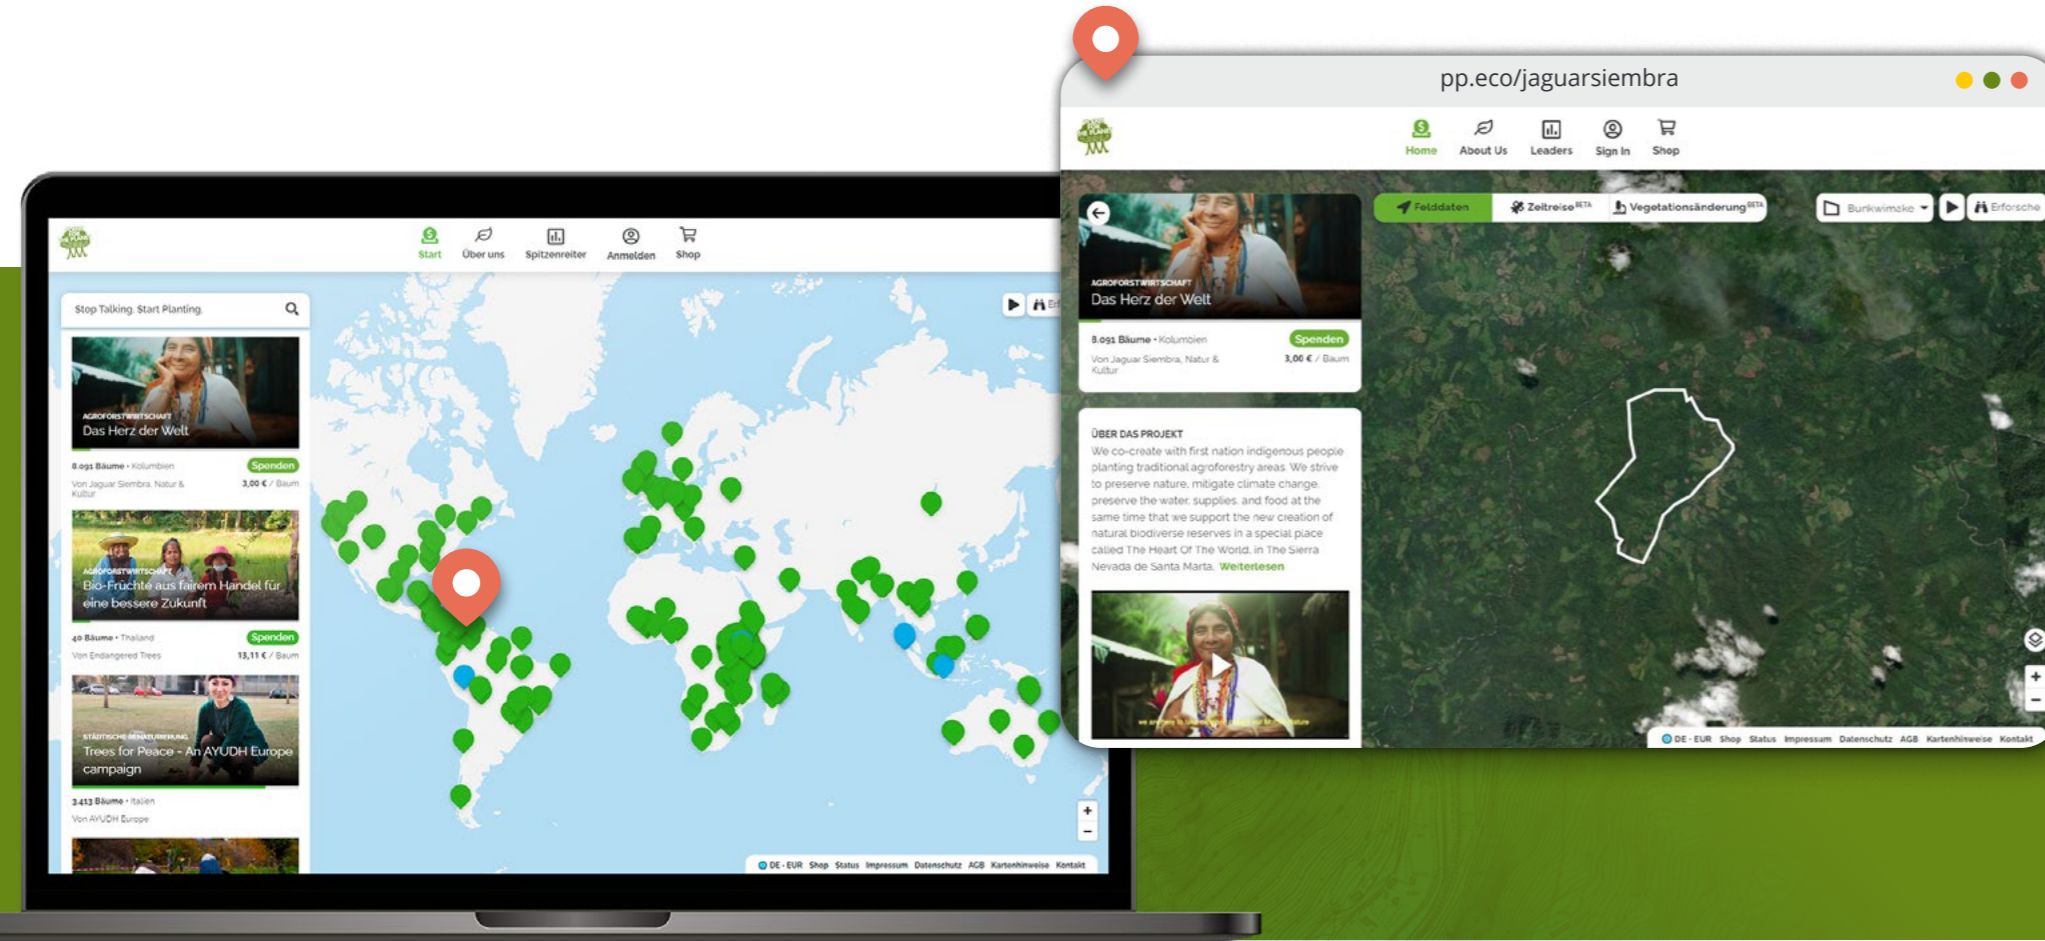 Start
Über uns
Spitzenreiter
Anmelden
Shop
Stop Talking. Start Planting.
AGROFORSTWIRTSCHAFT
Das Herz der Welt
8.091 Bäume • Kolumbien
Spenden
Von Jaguar Siembra, Natur &
Kultur
3,00 € / Baum
AGROFORSTWIRTSCHAFT
Bio-Früchte aus fairem Handel für
eine bessere Zukunft
40 Bäume • Thailand
Spenden
Von Endangered Trees
13,11 € / Baum
STÄDTISCHE RENATURIERUNG
Trees for Peace - An AYUDH Europe
campaign
3.413 Bäume • Italien
Von AYUDH Europe
+
−
DE - EUR Shop Status Impressum Datenschutz AGB Kartenhinweise Kontakt
pp.eco/jaguarsiembra
Home
About Us
Leaders
Sign In
Shop
Felddaten
Zeitreise BETA
Vegetationsänderung BETA
Bunkwimake
Erforsche
AGROFORSTWIRTSCHAFT
Das Herz der Welt
8.091 Bäume • Kolumbien
Spenden
Von Jaguar Siembra, Natur &
Kultur
3,00 € / Baum
ÜBER DAS PROJEKT
We co-create with first nation indigenous people
planting traditional agroforestry areas. We strive
to preserve nature, mitigate climate change,
preserve the water, supplies, and food at the
same time that we support the new creation of
natural biodiverse reserves in a special place
called The Heart Of The World, in The Sierra
Nevada de Santa Marta. Weiterlesen
we are here to
Nature
+
−
DE - EUR Shop Status Impressum Datenschutz AGB Kartenhinweise Kontakt